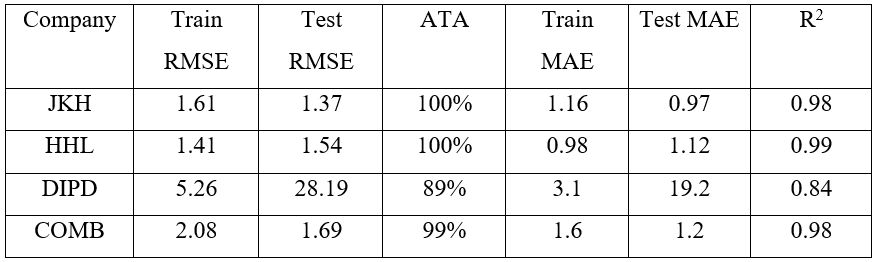 Company Train RMSE Test RMSE ATA Train MAE Test MAE R²
JKH 1.61 1.37 100% 1.16 0.97 0.98
HHL 1.41 1.54 100% 0.98 1.12 0.99
DIPD 5.26 28.19 89% 3.1 19.2 0.84
COMB 2.08 1.69 99% 1.6 1.2 0.98